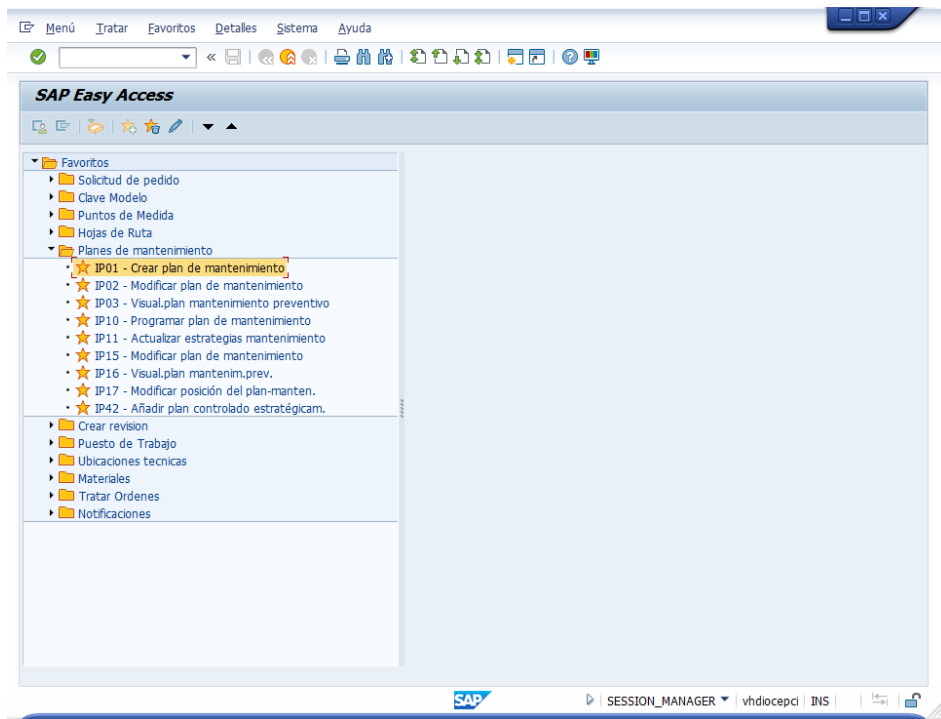 Menú Tratar Favoritos Detalles Sistema Ayuda
SAP Easy Access
Favoritos
Solicitud de pedido
Clave Modelo
Puntos de Medida
Hojas de Ruta
Planes de mantenimiento
IP01 - Crear plan de mantenimiento
IP02 - Modificar plan de mantenimiento
IP03 - Visual.plan mantenimiento preventivo
IP10 - Programar plan de mantenimiento
IP11 - Actualizar estrategias mantenimiento
IP15 - Modificar plan de mantenimiento
IP16 - Visual.plan mantenim.prev.
IP17 - Modificar posición del plan-manten.
IP42 - Añadir plan controlado estratégicam.
Crear revision
Puesto de Trabajo
Ubicaciones tecnicas
Materiales
Tratar Ordenes
Notificaciones
SAP SESSION_MANAGER vhdiocepci INS